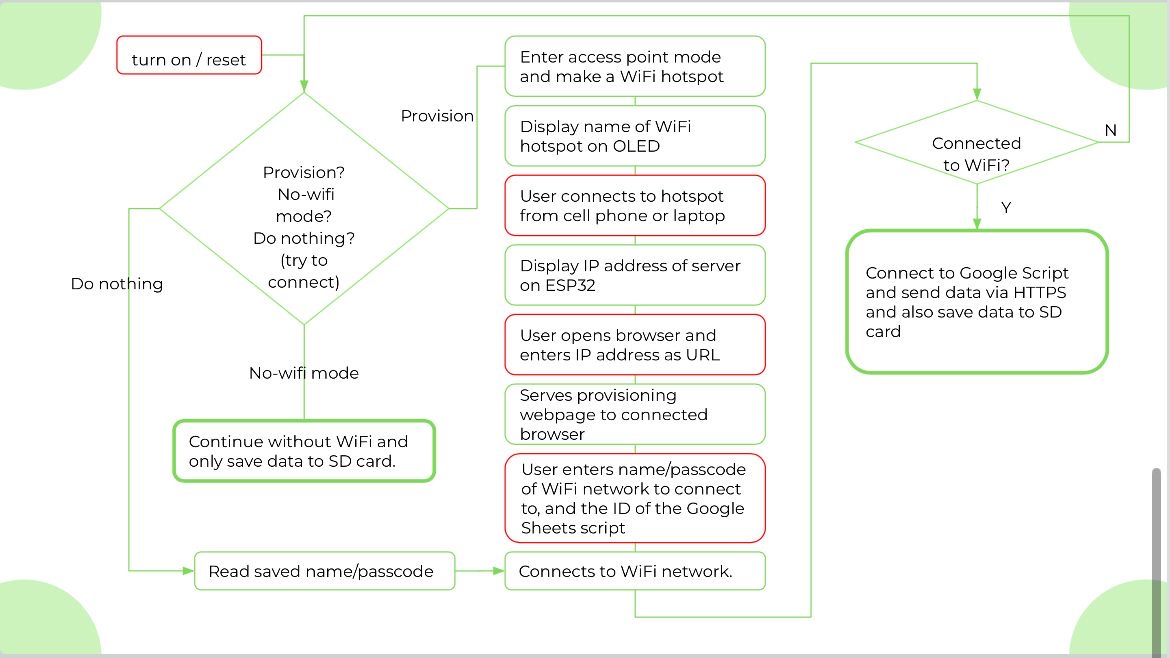 turn on / reset
Provision?
No-wifi
mode?
Do nothing?
(try to
connect)
Do nothing
No-wifi mode
Continue without WiFi and
only save data to SD card.
Read saved name/passcode
Provision
Enter access point mode
and make a WiFi hotspot
Display name of WiFi
hotspot on OLED
User connects to hotspot
from cell phone or laptop
Display IP address of server
on ESP32
User opens browser and
enters IP address as URL
Serves provisioning
webpage to connected
browser
User enters name/passcode
of WiFi network to connect
to, and the ID of the Google
Sheets script
Connects to WiFi network.
Connected
to WiFi?
N
Y
Connect to Google Script
and send data via HTTPS
and also save data to SD
card